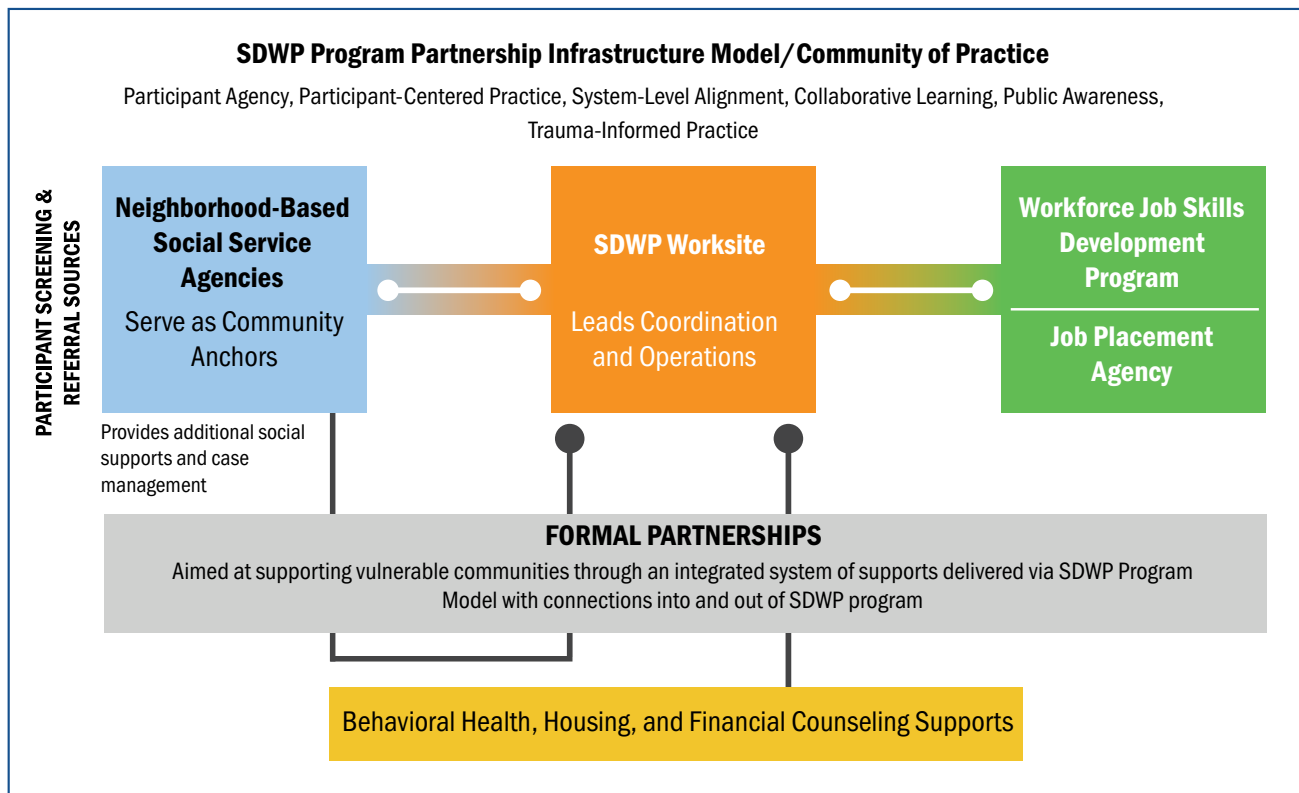 SDWP Program Partnership Infrastructure Model/Community of Practice
Participant Agency, Participant-Centered Practice, System-Level Alignment, Collaborative Learning, Public Awareness,
Trauma-Informed Practice
PARTICIPANT SCREENING &
REFERRAL SOURCES
Neighborhood-Based
Social Service
Agencies
Serve as Community
Anchors
SDWP Worksite
Leads Coordination
and Operations
Workforce Job Skills
Development
Program
Job Placement
Agency
Provides additional social
supports and case
management
FORMAL PARTNERSHIPS
Aimed at supporting vulnerable communities through an integrated system of supports delivered via SDWP Program
Model with connections into and out of SDWP program
Behavioral Health, Housing, and Financial Counseling Supports